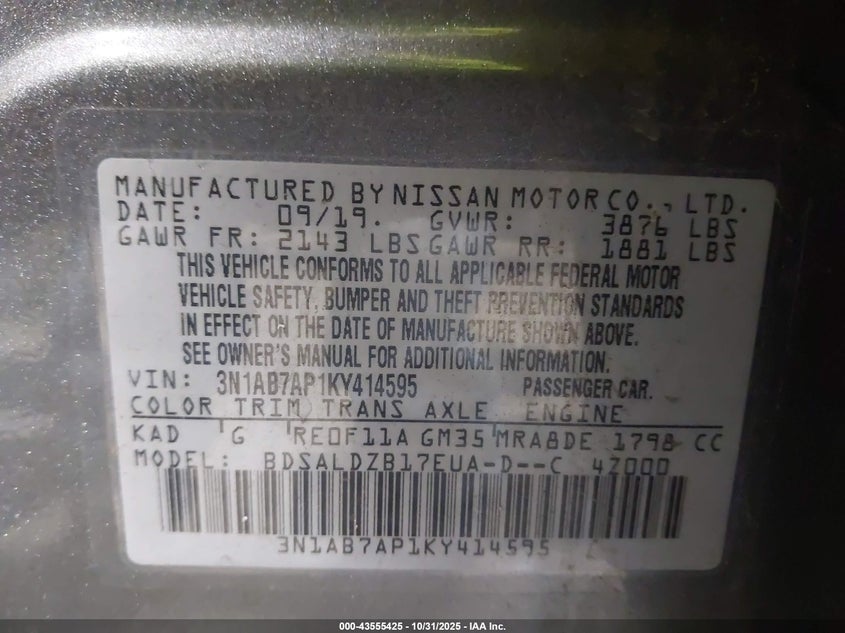 MANUFACTURED BY NISSAN MOTOR CO., LTD.
DATE: 09/19. GVWR: 3876 LBS
GAWR FR: 2143 LBS GAWR RR: 1881 LBS
THIS VEHICLE CONFORMS TO ALL APPLICABLE FEDERAL MOTOR
VEHICLE SAFETY, BUMPER AND THEFT PREVENTION STANDARDS
IN EFFECT ON THE DATE OF MANUFACTURE SHOWN ABOVE.
SEE OWNER'S MANUAL FOR ADDITIONAL INFORMATION.
VIN: 3N1AB7AP1KY414595 PASSENGER CAR.
COLOR TRIM TRANS AXLE ENGINE
KAD G RE0F11A GM35 MRA8DE 1798 CC
MODEL: BDSALDZB17EUA-D--C 4Z000
3N1AB7AP1KY414595
000-43555425 - 10/31/2025 - IAA Inc.